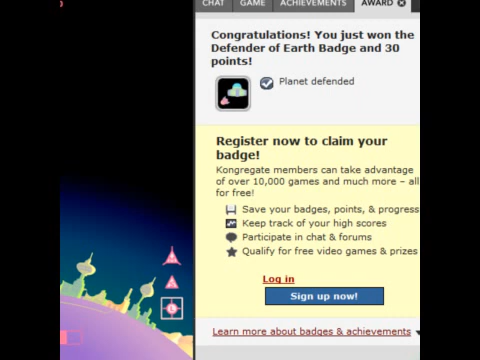 CHAT GAME ACHIEVEMENTS AWARD
Congratulations! You just won the
Defender of Earth Badge and 30
points!
Planet defended
Register now to claim your
badge!
Kongregate members can take advantage
of over 10,000 games and much more – all
for free!
Save your badges, points, & progress
Keep track of your high scores
Participate in chat & forums
Qualify for free video games & prizes
Log in
Sign up now!
Learn more about badges & achievements